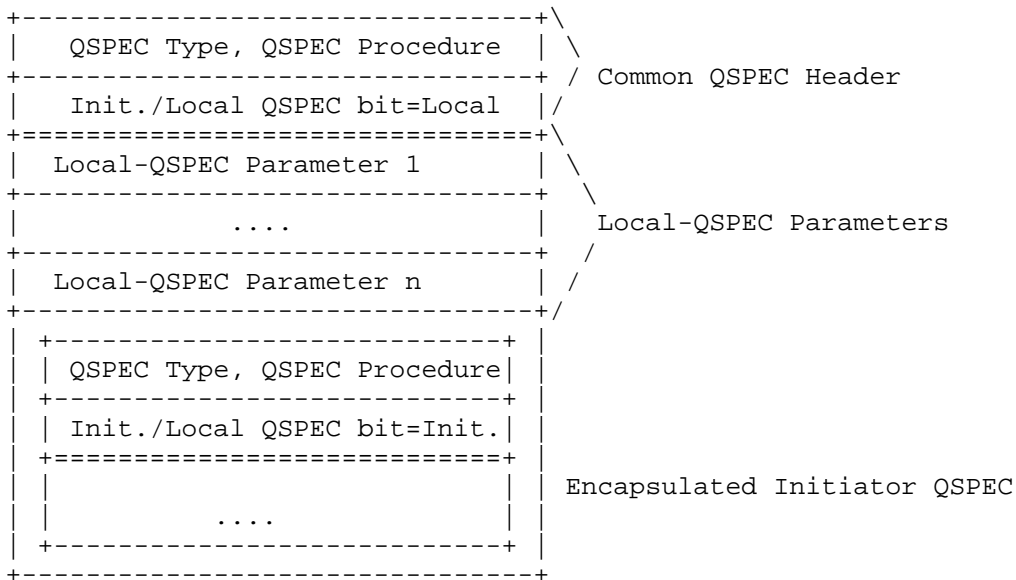 QSPEC Type, QSPEC Procedure
Common QSPEC Header
Init./Local QSPEC bit=Local
Local-QSPEC Parameter 1
.... Local-QSPEC Parameters
Local-QSPEC Parameter n
QSPEC Type, QSPEC Procedure
Init./Local QSPEC bit=Init.
Encapsulated Initiator QSPEC
....